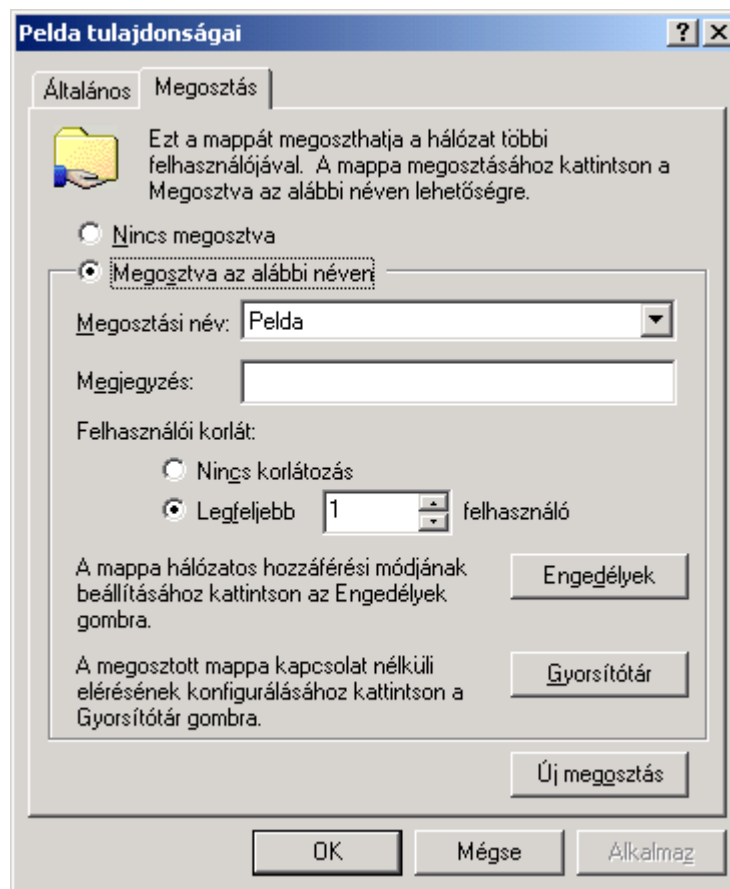 Pelda tulajdonságai
Általános
Megosztás
Ezt a mappát megoszthatja a hálózat többi
felhasználójával. A mappa megosztásához kattintson a
Megosztva az alábbi néven lehetőségre.
Nincs megosztva
Megosztva az alábbi néven
Megosztási név: Pelda
Megjegyzés:
Felhasználói korlát:
Nincs korlátozás
Legfeljebb 1 felhasználó
A mappa hálózatos hozzáférési módjának
beállításához kattintson az Engedélyek
gombra.
Engedélyek
A megosztott mappa kapcsolat nélküli
elérésének konfigurálásához kattintson a
Gyorsítótár gombra.
Gyorsítótár
Új megosztás
OK Mégse Alkalmaz